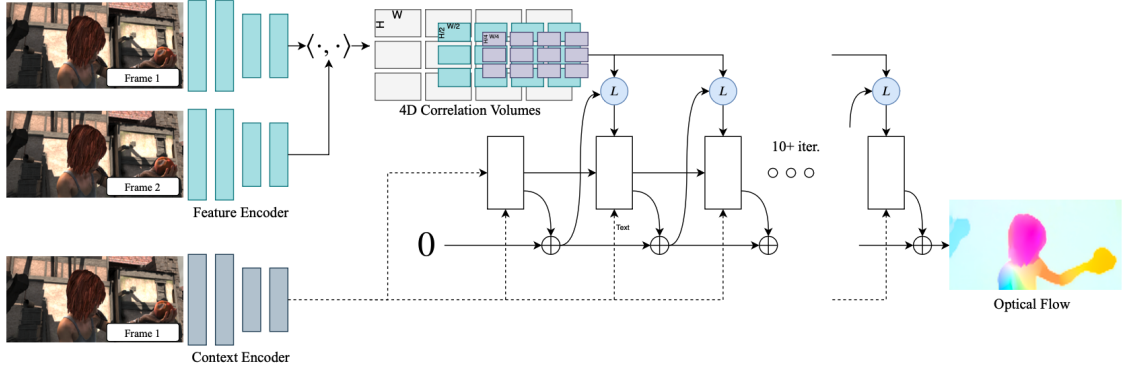 Frame 1
Frame 2
Feature Encoder
⟨·, ·⟩
H
W
H/2
W/2
H/4
W/4
4D Correlation Volumes
L
L
10+ iter.
L
0
Text
Optical Flow
Frame 1
Context Encoder